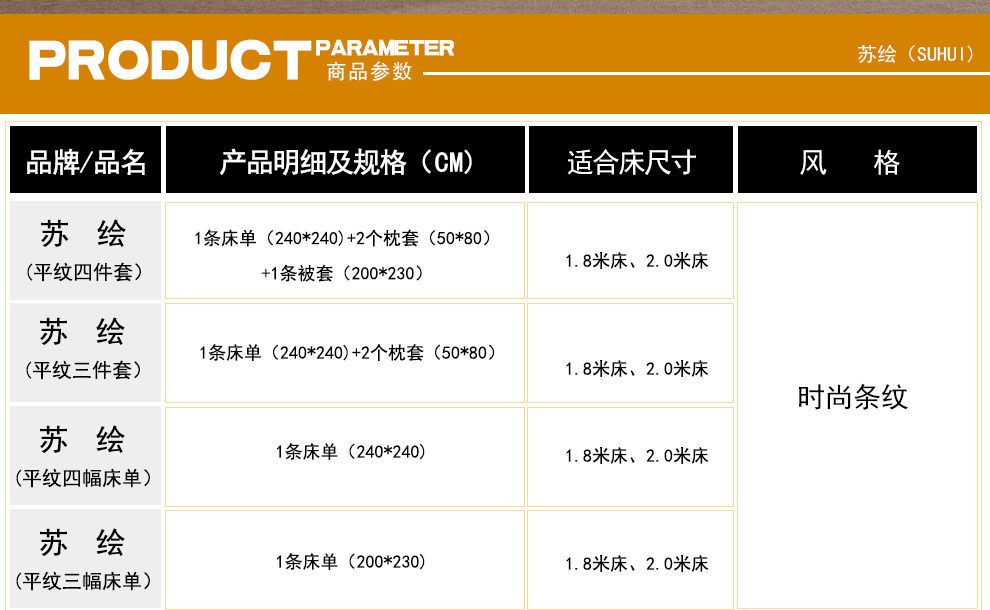 PRODUCT PARAMETER
商品参数
苏绘（SUHUI）
品牌/品名 产品明细及规格（CM） 适合床尺寸 风 格
苏 绘
（平纹四件套）
1条床单（240*240)+2个枕套（50*80）
+1条被套（200*230）
1.8米床、2.0米床
苏 绘
（平纹三件套）
1条床单（240*240)+2个枕套（50*80）
1.8米床、2.0米床
时尚条纹
苏 绘
（平纹四幅床单）
1条床单（240*240)
1.8米床、2.0米床
苏 绘
（平纹三幅床单）
1条床单（200*230)
1.8米床、2.0米床